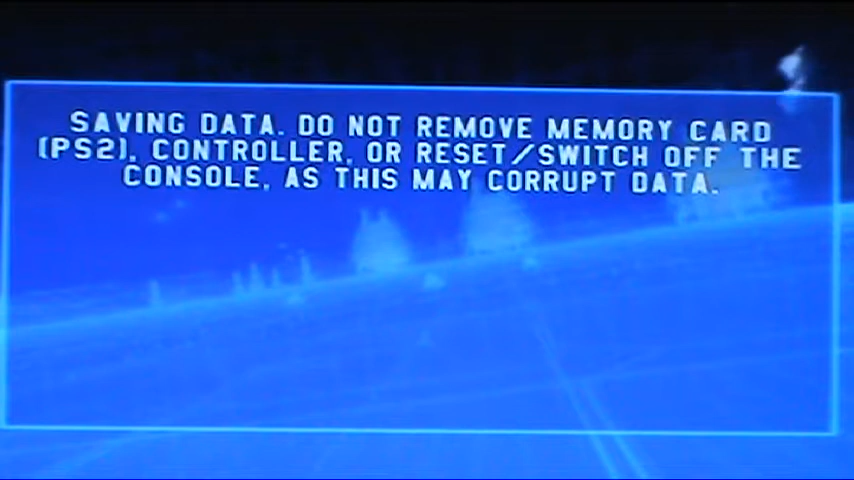 SAVING DATA. DO NOT REMOVE MEMORY CARD
(PS2), CONTROLLER, OR RESET/SWITCH OFF THE
CONSOLE, AS THIS MAY CORRUPT DATA.